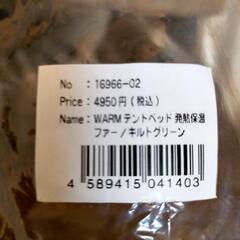 No : 16966-02
Price : 4950円(税込)
Name : WARMテントベッド 発熱保温
ファー/キルトグリーン
4 589415 041403